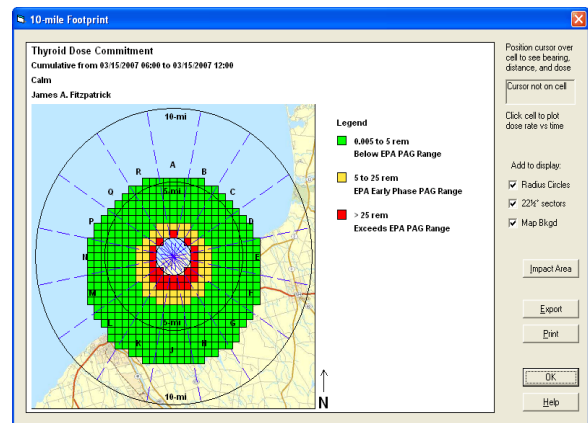 10-mile Footprint
Thyroid Dose Commitment
Cumulative from 03/15/2007 06:00 to 03/15/2007 12:00
Calm
James A. Fitzpatrick
10-mi
A
R
B
Q
5-mi
C
P
D
N
E
M
F
L
5-mi
G
K
H
J
10-mi
N
Legend
0.005 to 5 rem
Below EPA PAG Range
5 to 25 rem
EPA Early Phase PAG Range
> 25 rem
Exceeds EPA PAG Range
Position cursor over
cell to see bearing,
distance, and dose
Cursor not on cell
Click cell to plot
dose rate vs time
Add to display:
Radius Circles
22½° sectors
Map Bkgd
Impact Area
Export
Print
OK
Help